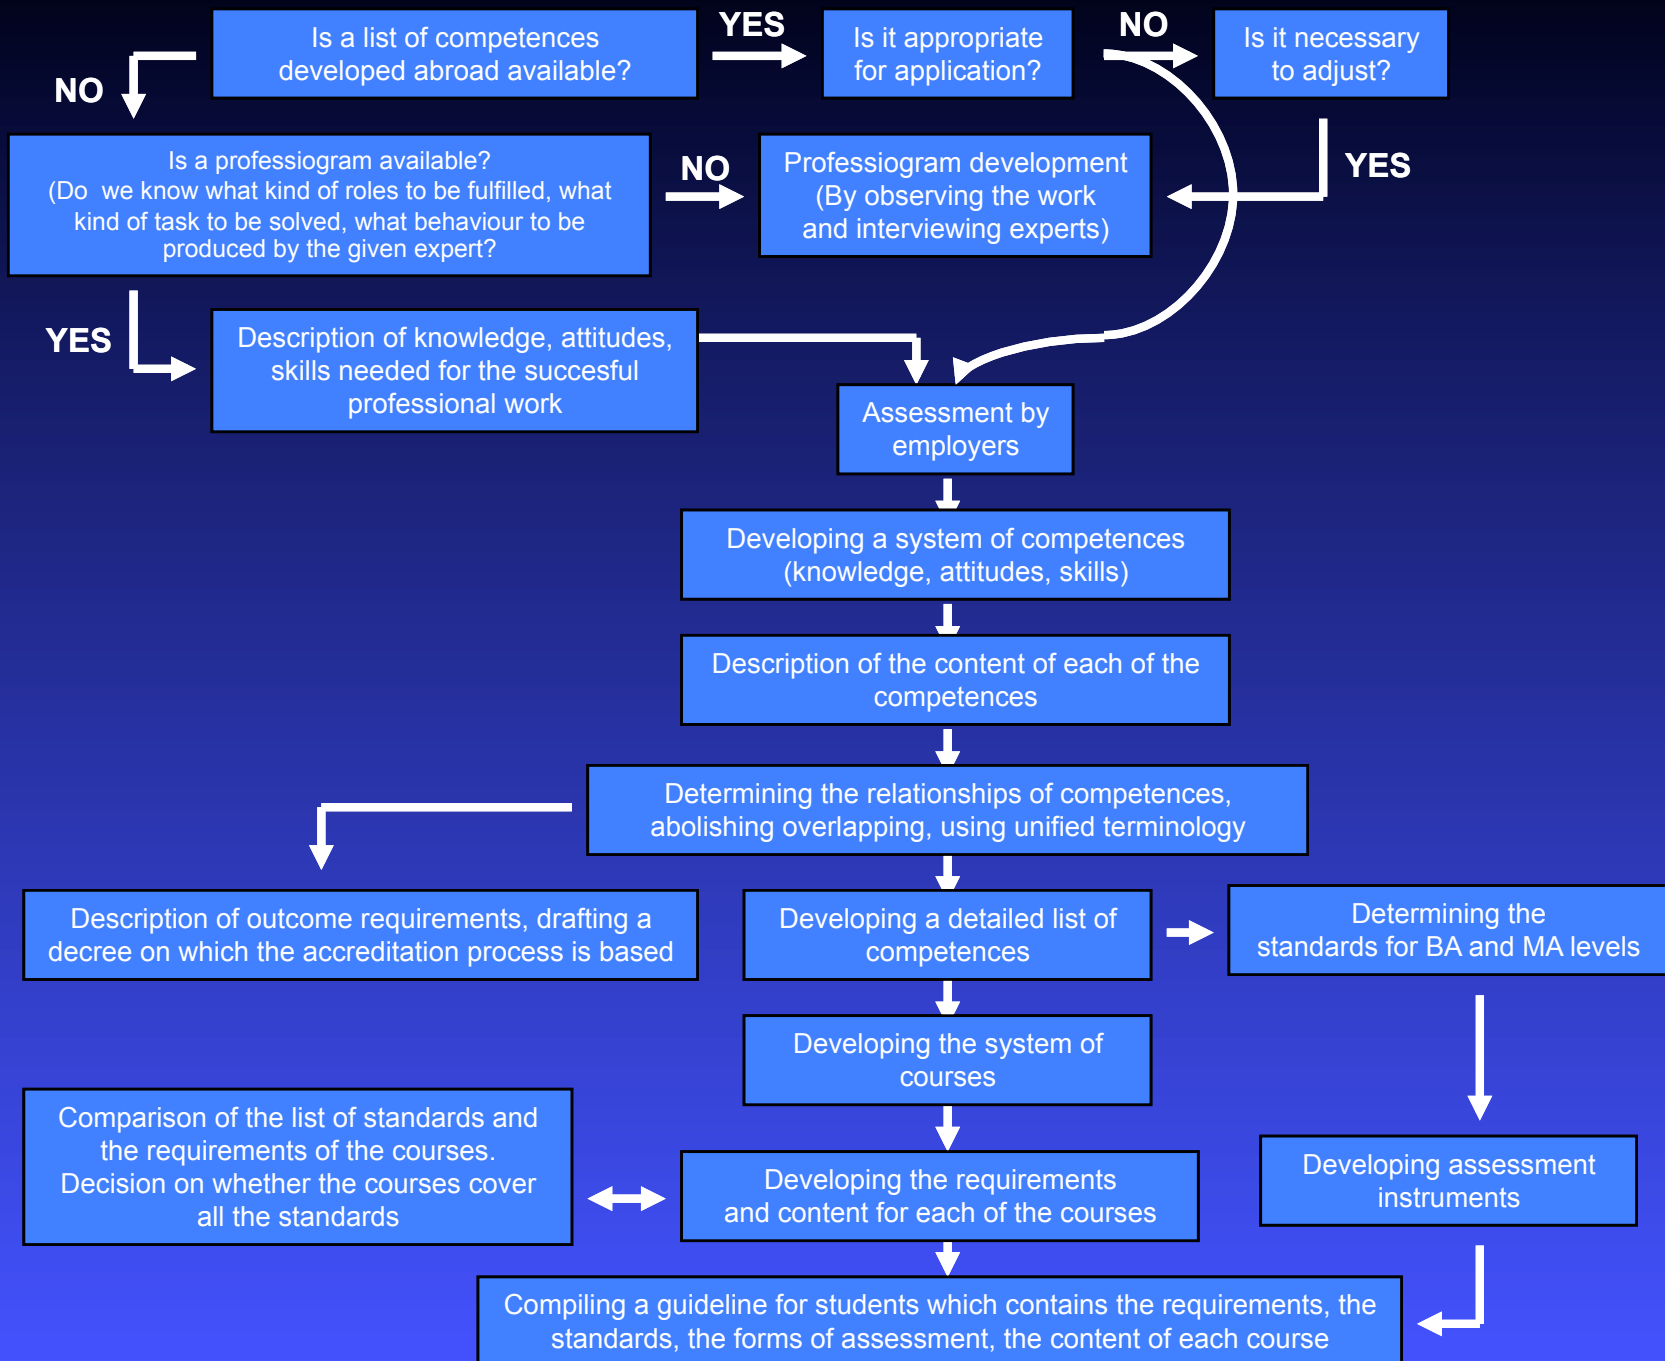 Is a list of competences
developed abroad available?
YES
Is it appropriate
for application?
NO
Is it necessary
to adjust?
NO
Is a professiogram available?
(Do we know what kind of roles to be fulfilled, what
kind of task to be solved, what behaviour to be
produced by the given expert?
NO
Professiogram development
(By observing the work
and interviewing experts)
YES
YES
Description of knowledge, attitudes,
skills needed for the succesful
professional work
Assessment by
employers
Developing a system of competences
(knowledge, attitudes, skills)
Description of the content of each of the
competences
Determining the relationships of competences,
abolishing overlapping, using unified terminology
Description of outcome requirements, drafting a
decree on which the accreditation process is based
Developing a detailed list of
competences
Determining the
standards for BA and MA levels
Developing the system of
courses
Comparison of the list of standards and
the requirements of the courses.
Decision on whether the courses cover
all the standards
Developing the requirements
and content for each of the courses
Developing assessment
instruments
Compiling a guideline for students which contains the requirements, the
standards, the forms of assessment, the content of each course